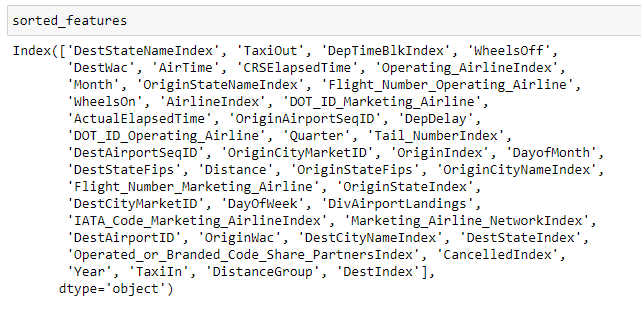 sorted_features
Index(['DestStateNameIndex', 'TaxiOut', 'DepTimeBlkIndex', 'WheelsOff',
'DestWac', 'AirTime', 'CRSElapsedTime', 'Operating_AirlineIndex',
'Month', 'OriginStateNameIndex', 'Flight_Number_Operating_Airline',
'WheelsOn', 'AirlineIndex', 'DOT_ID_Marketing_Airline',
'ActualElapsedTime', 'OriginAirportSeqID', 'DepDelay',
'DOT_ID_Operating_Airline', 'Quarter', 'Tail_NumberIndex',
'DestAirportSeqID', 'OriginCityMarketID', 'OriginIndex', 'DayofMonth',
'DestStateFips', 'Distance', 'OriginStateFips', 'OriginCityNameIndex',
'Flight_Number_Marketing_Airline', 'OriginStateIndex',
'DestCityMarketID', 'DayOfWeek', 'DivAirportLandings',
'IATA_Code_Marketing_AirlineIndex', 'Marketing_Airline_NetworkIndex',
'DestAirportID', 'OriginWac', 'DestCityNameIndex', 'DestStateIndex',
'Operated_or_Branded_Code_Share_PartnersIndex', 'CancelledIndex',
'Year', 'TaxiIn', 'DistanceGroup', 'DestIndex'],
dtype='object')